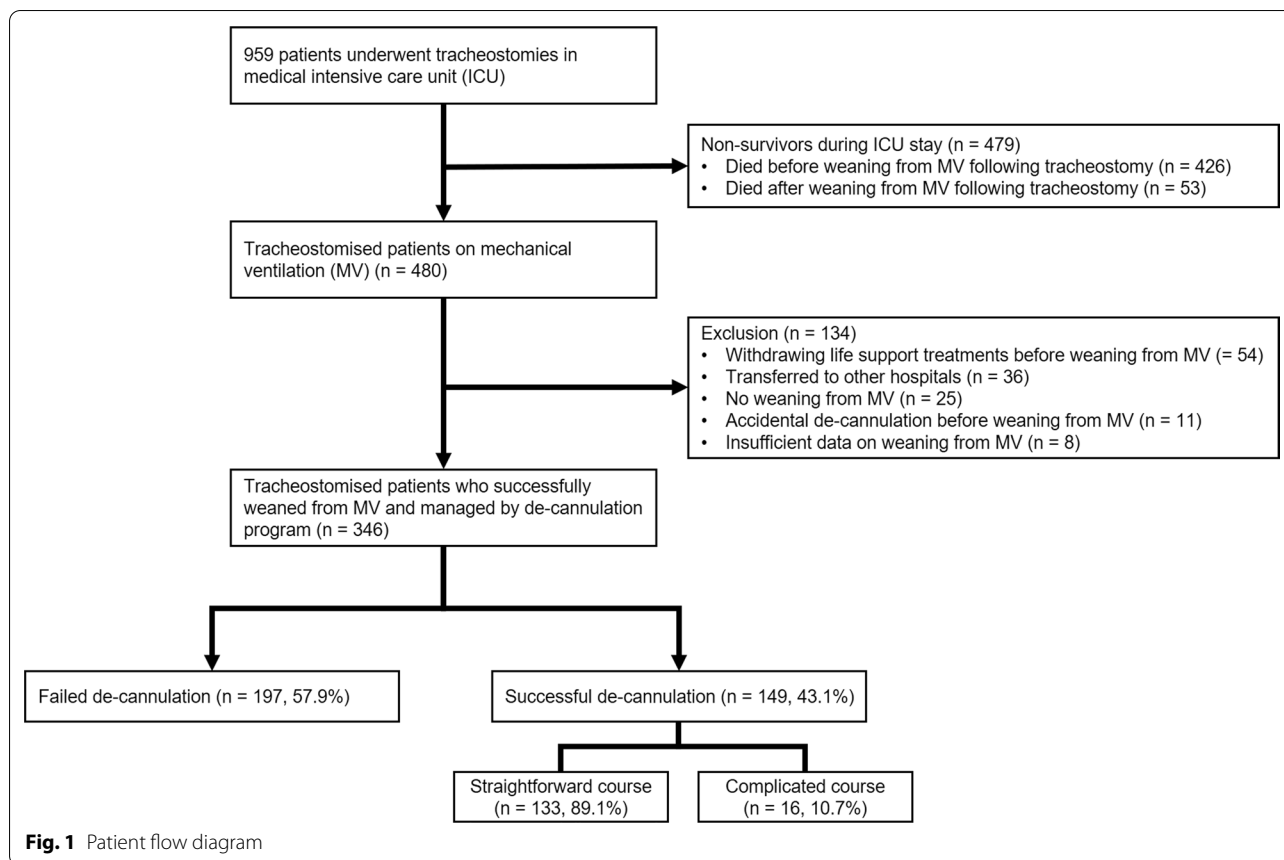 959 patients underwent tracheostomies in
medical intensive care unit (ICU)
Non-survivors during ICU stay (n = 479)
• Died before weaning from MV following tracheostomy (n = 426)
• Died after weaning from MV following tracheostomy (n = 53)
Tracheostomised patients on mechanical
ventilation (MV) (n = 480)
Exclusion (n = 134)
• Withdrawing life support treatments before weaning from MV (= 54)
• Transferred to other hospitals (n = 36)
• No weaning from MV (n = 25)
• Accidental de-cannulation before weaning from MV (n = 11)
• Insufficient data on weaning from MV (n = 8)
Tracheostomised patients who successfully
weaned from MV and managed by de-cannulation
program (n = 346)
Failed de-cannulation (n = 197, 57.9%)
Successful de-cannulation (n = 149, 43.1%)
Straightforward course
(n = 133, 89.1%)
Complicated course
(n = 16, 10.7%)
Fig. 1 Patient flow diagram